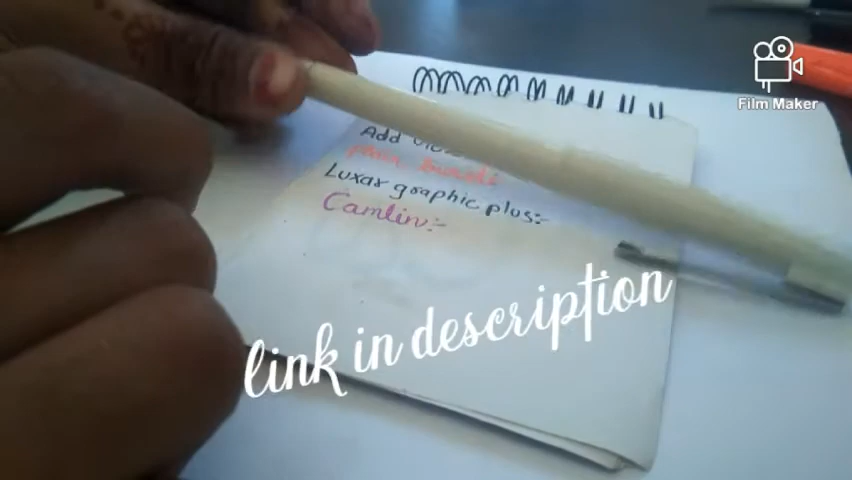 Film Maker
Add
Luxar graphic plus:-
Camlin:-
link in description